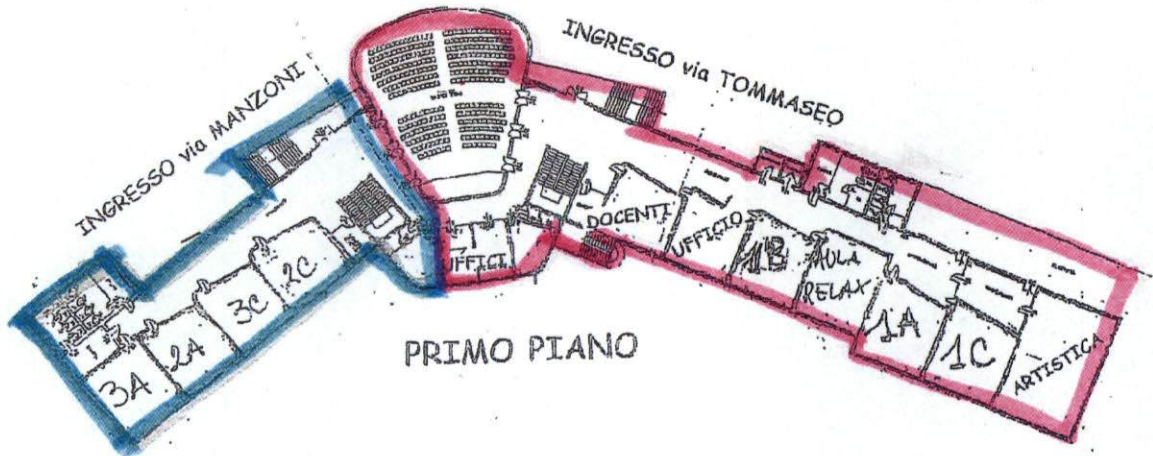 INGRESSO via MANZONI
INGRESSO via TOMMASEO
DOCENTI
UFFICIO
1B
AULA
RELAX
1A
1C
ARTISTICA
UFFICI
2C
3C
2A
3A
PRIMO PIANO